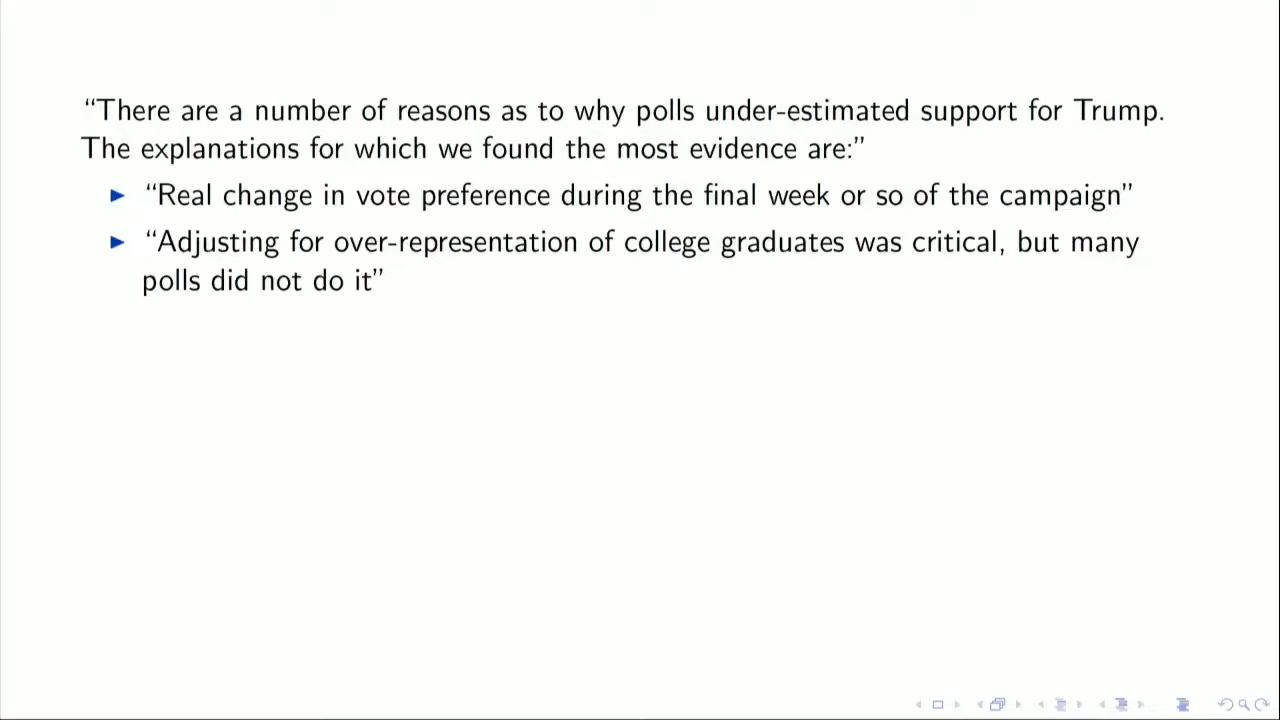 “There are a number of reasons as to why polls under-estimated support for Trump.
The explanations for which we found the most evidence are:”
“Real change in vote preference during the final week or so of the campaign”
“Adjusting for over-representation of college graduates was critical, but many
polls did not do it”